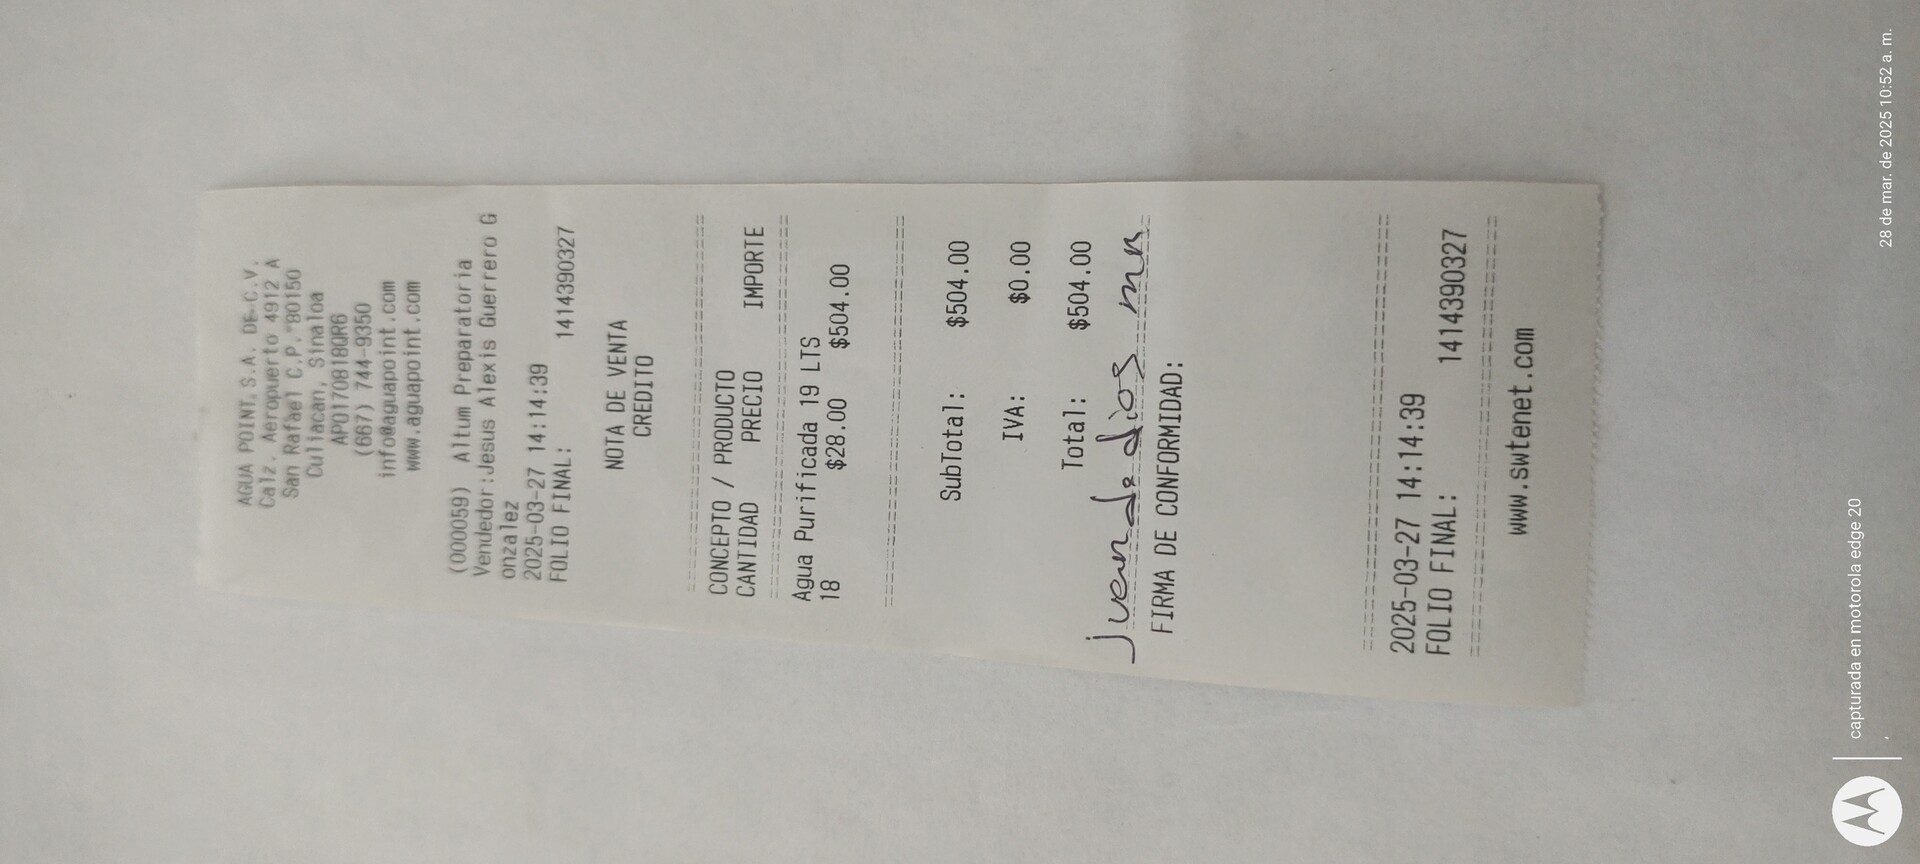 AGUA POINT, S.A. DE C.V.
Calz. Aeropuerto 4912 A
San Rafael C.P. 80150
Culiacan, Sinaloa
APO170818QR6
(667) 744-9350
info@aguapoint.com
www.aguapoint.com
(000059) Altum Preparatoria
Vendedor:Jesus Alexis Guerrero G
onzalez
2025-03-27 14:14:39
FOLIO FINAL: 1414390327
NOTA DE VENTA
CREDITO
CONCEPTO / PRODUCTO
CANTIDAD PRECIO IMPORTE
Agua Purificada 19 LTS
18 $28.00 $504.00
SubTotal: $504.00
IVA: $0.00
Total: $504.00
juan de dios
FIRMA DE CONFORMIDAD:
2025-03-27 14:14:39
FOLIO FINAL: 1414390327
www.swtenet.com
capturada en motorola edge 20
28 de mar. de 2025 10:52 a. m.